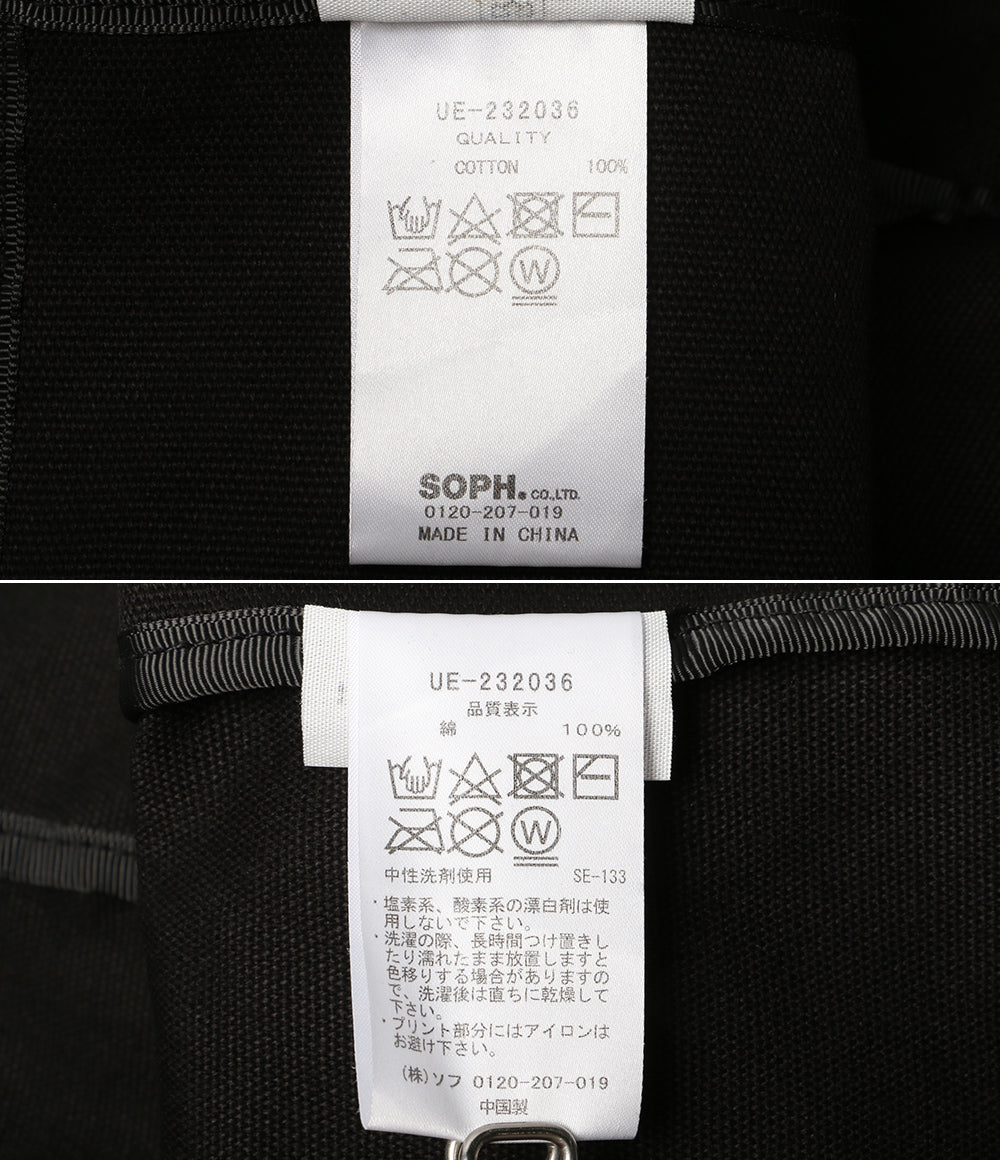 UE-232036
QUALITY
COTTON 100%
W
SOPH. CO.,LTD.
0120-207-019
MADE IN CHINA
UE-232036
品質表示
綿 100%
W
中性洗剤使用 SE-133
・塩素系、酸素系の漂白剤は使
用しないで下さい。
・洗濯の際、長時間つけ置きし
たり濡れたまま放置しますと
色移りする場合がありますの
で、洗濯後は直ちに乾燥して
下さい。
・プリント部分にはアイロンは
お避け下さい。
(株)ソフ 0120-207-019
中国製